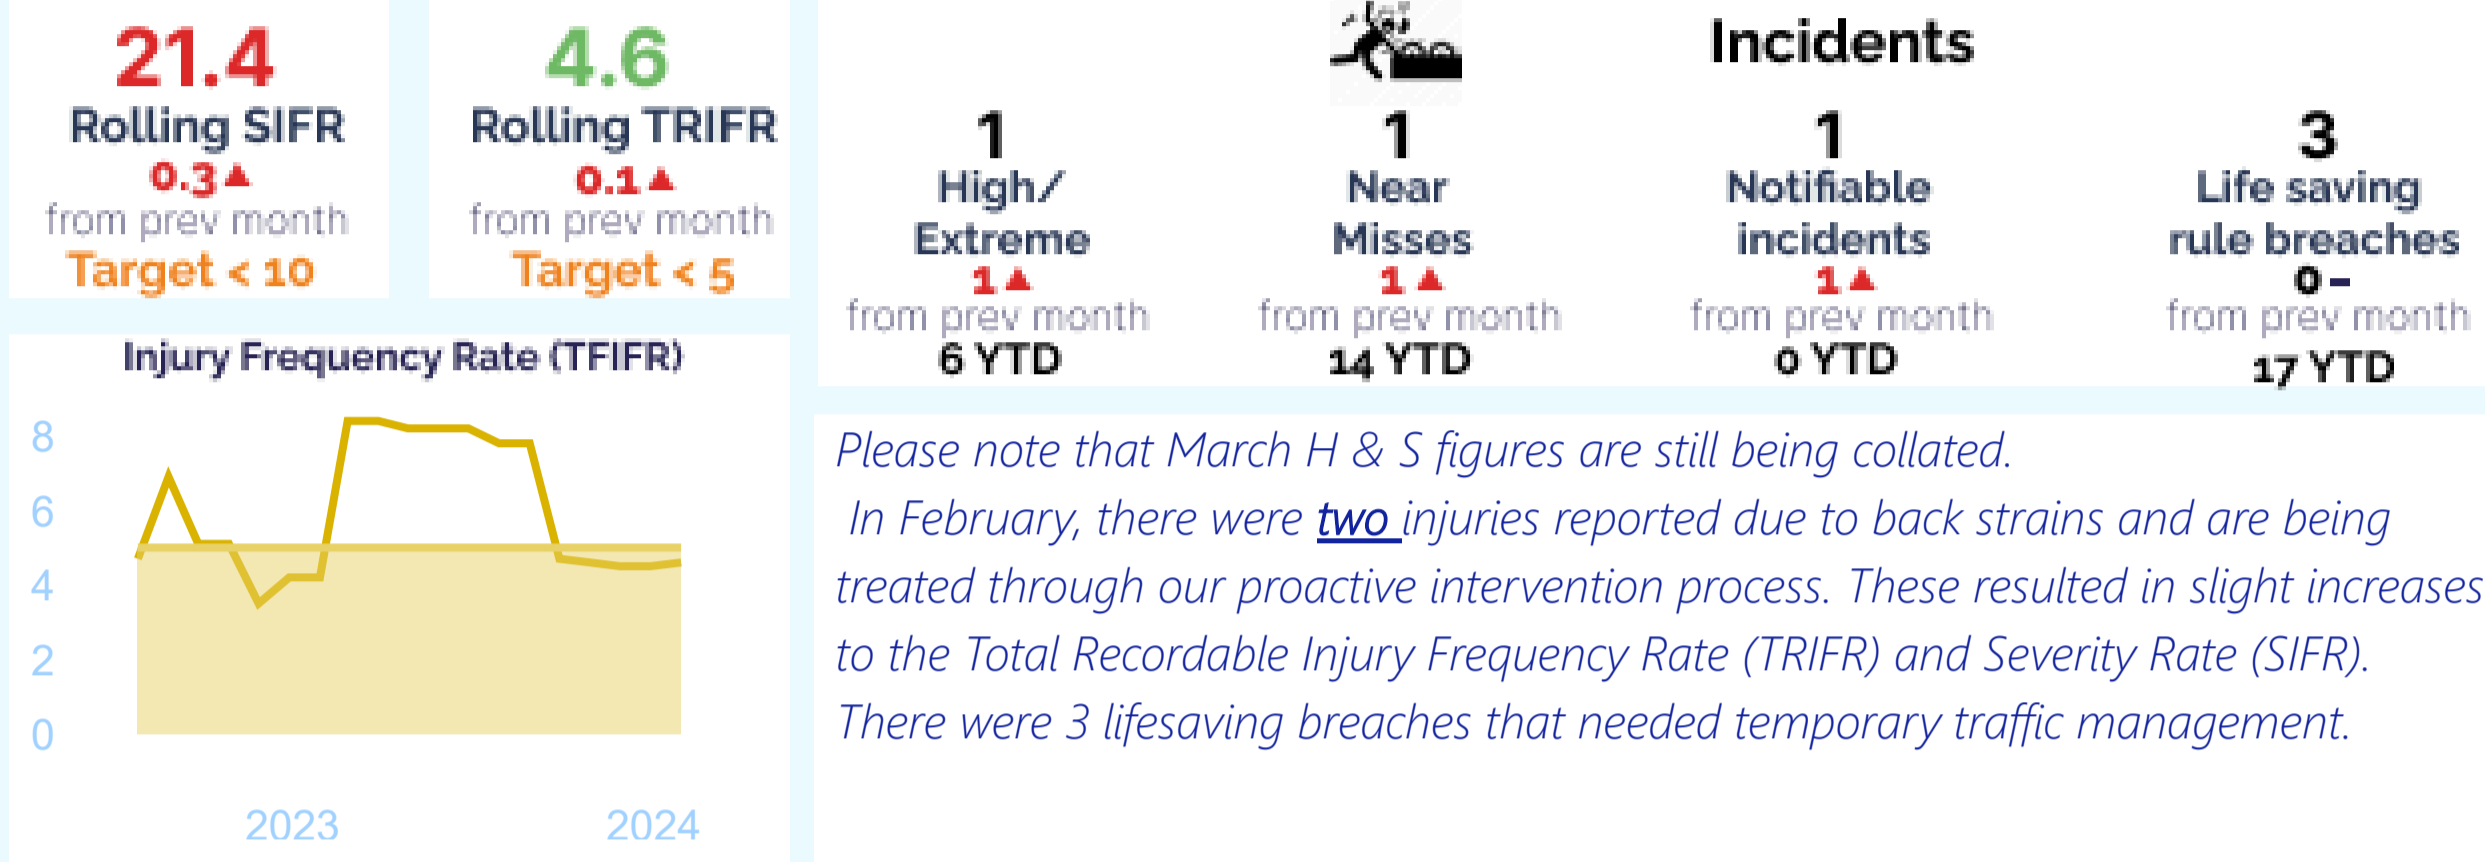 21.4
Rolling SIFR
0.3▲
from prev month
Target < 10
4.6
Rolling TRIFR
0.1▲
from prev month
Target < 5
Incidents
1
High/
Extreme
1▲
from prev month
6 YTD
1
Near
Misses
1▲
from prev month
14 YTD
1
Notifiable
incidents
1▲
from prev month
0 YTD
3
Life saving
rule breaches
0-
from prev month
17 YTD
Injury Frequency Rate (TFIFR)
8
6
4
2
0
2023
2024
Please note that March H & S figures are still being collated.
In February, there were two injuries reported due to back strains and are being
treated through our proactive intervention process. These resulted in slight increases
to the Total Recordable Injury Frequency Rate (TRIFR) and Severity Rate (SIFR).
There were 3 lifesaving breaches that needed temporary traffic management.